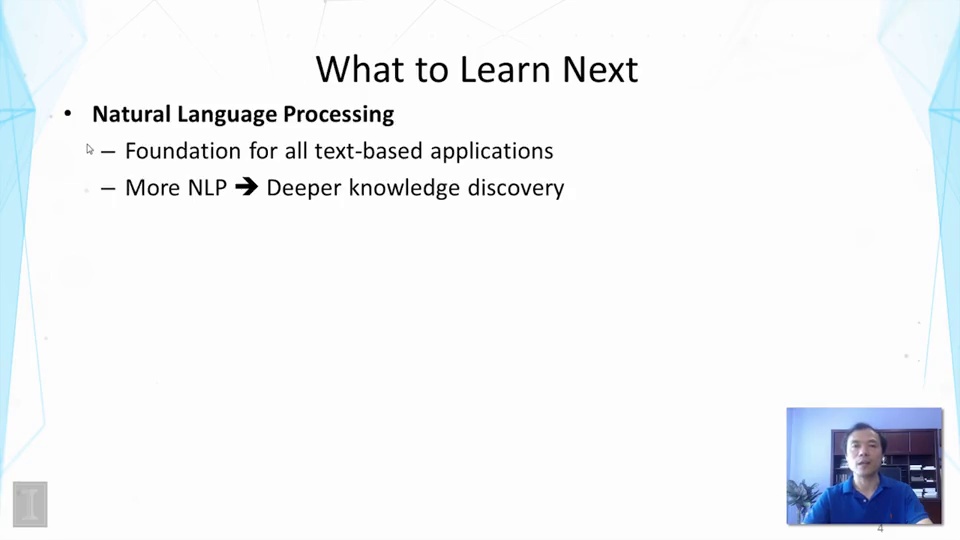 What to Learn Next
• Natural Language Processing
– Foundation for all text-based applications
– More NLP ➔ Deeper knowledge discovery
I
4